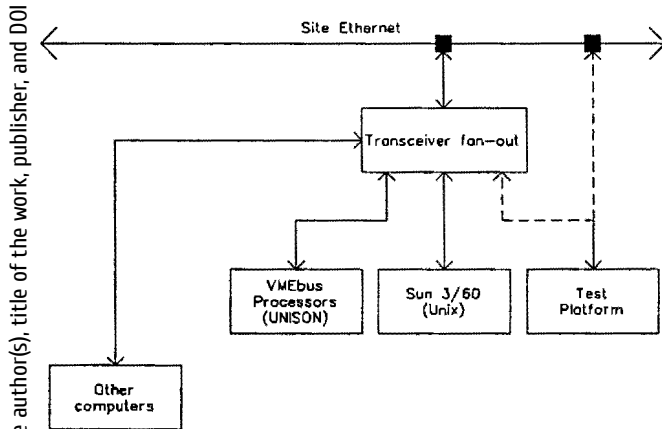 Site Ethernet
Transceiver fan-out
VMEbus
Processors
(UNISON)
Sun 3/60
(Unix)
Test
Platform
Other
computers
author(s), title of the work, publisher, and DOI